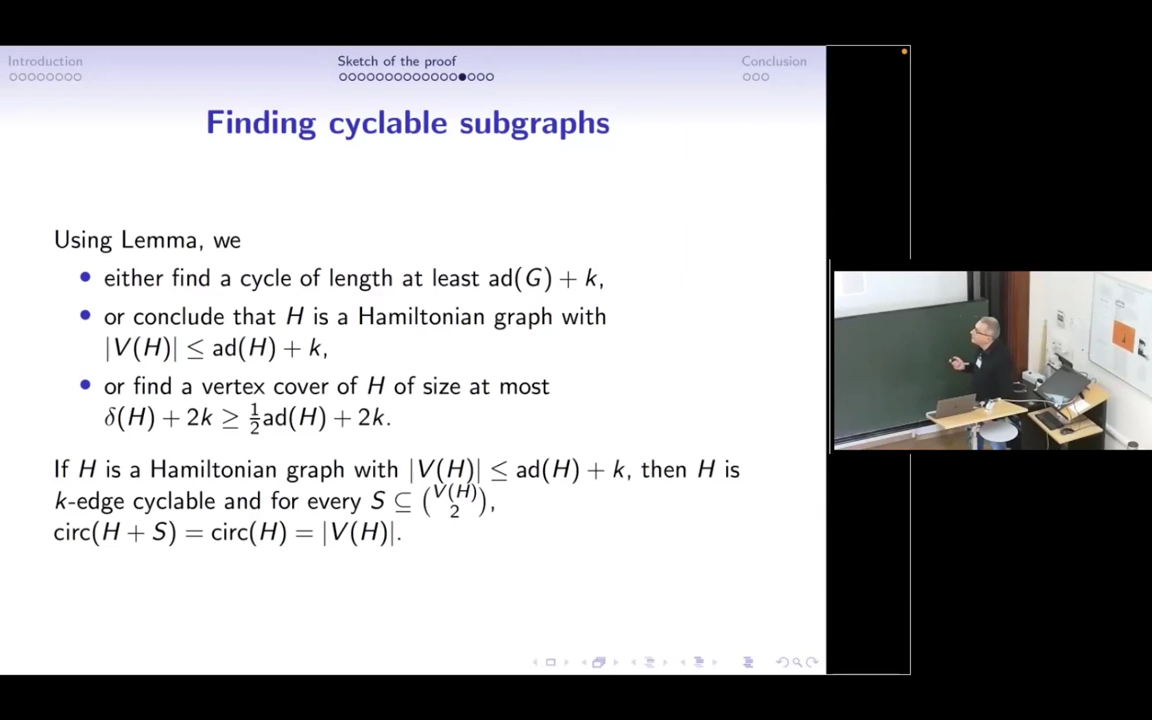 Introduction
Sketch of the proof
Conclusion
Finding cyclable subgraphs
Using Lemma, we
• either find a cycle of length at least ad(G) + k,
• or conclude that H is a Hamiltonian graph with
|V(H)| ≤ ad(H) + k,
• or find a vertex cover of H of size at most
δ(H) + 2k ≥ ½ad(H) + 2k.
If H is a Hamiltonian graph with |V(H)| ≤ ad(H) + k, then H is
k-edge cyclable and for every S ⊆ (V(H) 2),
circ(H + S) = circ(H) = |V(H)|.